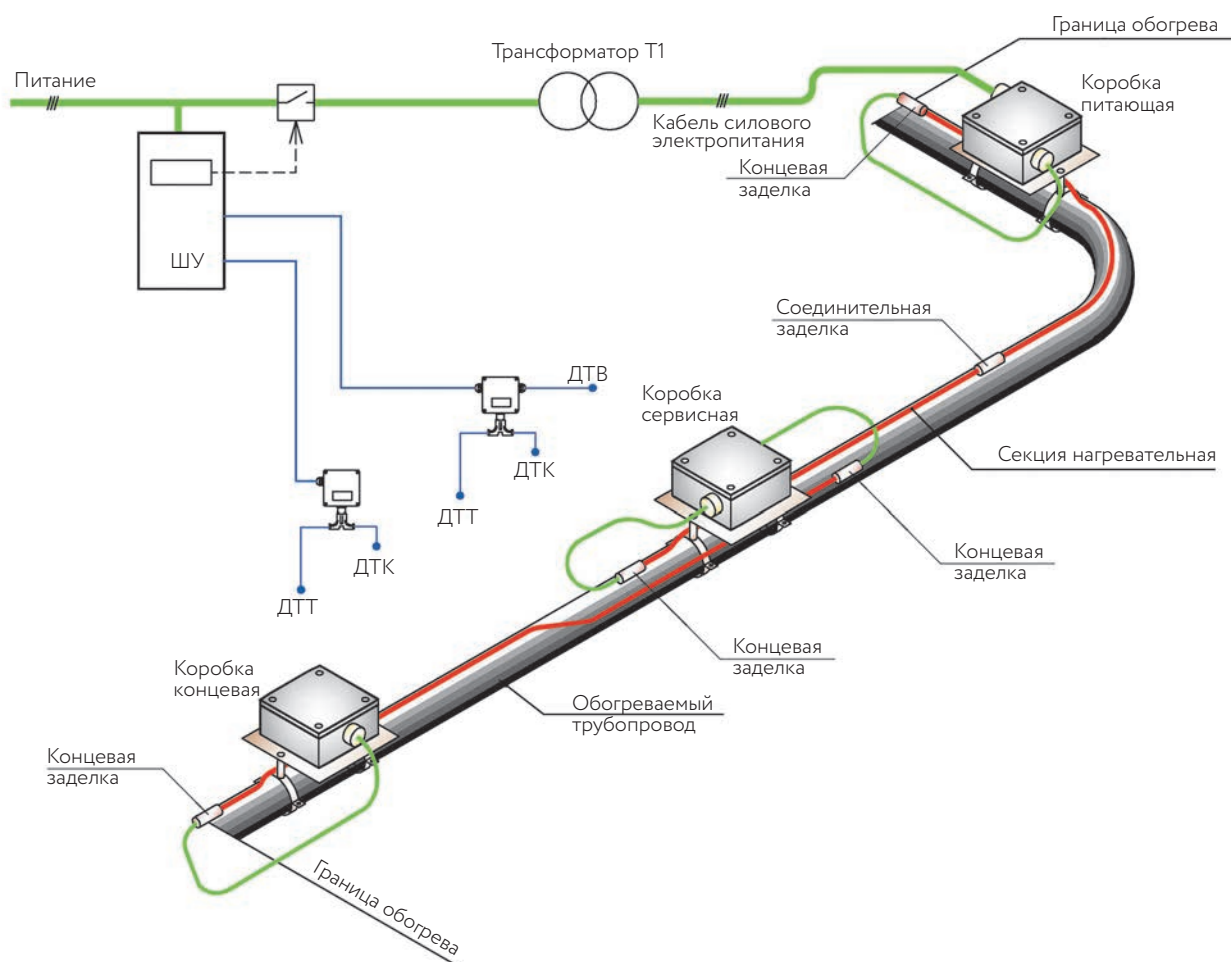 Граница обогрева
Трансформатор Т1
Питание
Коробка
питающая
Кабель силового
электропитания
Концевая
заделка
ШУ
Соединительная
заделка
ДТВ
Коробка
сервисная
ДТК
Секция нагревательная
ДТТ
ДТК
Концевая
заделка
ДТТ
Концевая
заделка
Коробка
концевая
Обогреваемый
трубопровод
Концевая
заделка
Граница обогрева